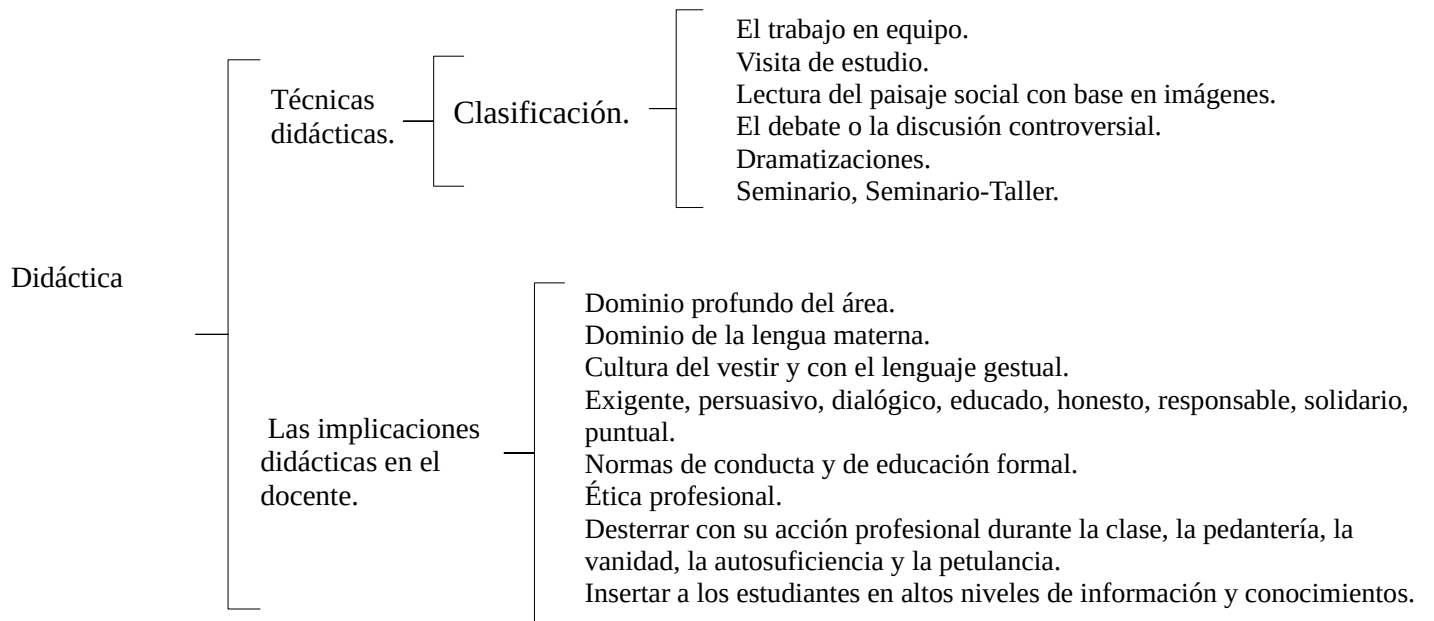 Didáctica
Técnicas
didácticas.
Clasificación.
El trabajo en equipo.
Visita de estudio.
Lectura del paisaje social con base en imágenes.
El debate o la discusión controversial.
Dramatizaciones.
Seminario, Seminario-Taller.
Las implicaciones
didácticas en el
docente.
Dominio profundo del área.
Dominio de la lengua materna.
Cultura del vestir y con el lenguaje gestual.
Exigente, persuasivo, dialógico, educado, honesto, responsable, solidario,
puntual.
Normas de conducta y de educación formal.
Ética profesional.
Desterrar con su acción profesional durante la clase, la pedantería, la
vanidad, la autosuficiencia y la petulancia.
Insertar a los estudiantes en altos niveles de información y conocimientos.